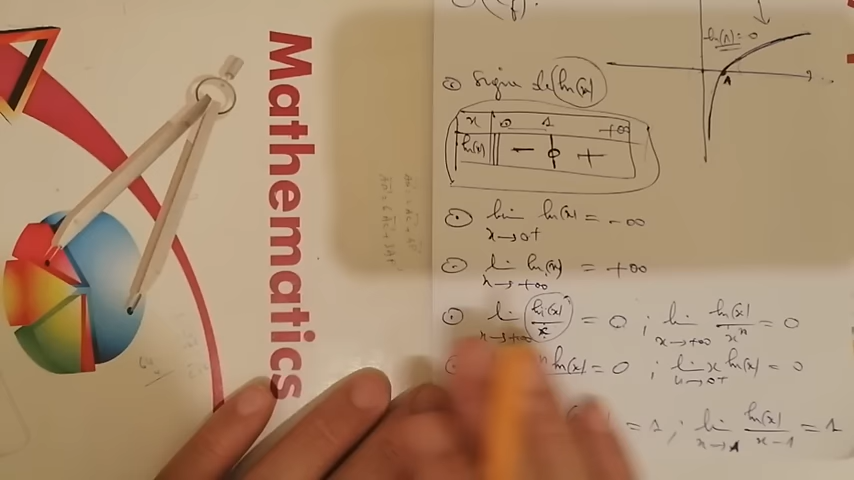 Mathematics
ln(1) = 0
⊙ Signe de ln(x)
x 0 1 +∞
ln(x) - 0 +
⊙ lim ln(x) = -∞
x→0+
⊙ lim ln(x) = +∞
x→+∞
⊙ lim ln(x)/x = 0 ; lim ln(x)/xⁿ = 0
x→+∞ x→+∞
ln(x) = 0 ; lim x ln(x) = 0
x→0+
= 1 ; lim ln(x)/(x-1) = 1
x→1